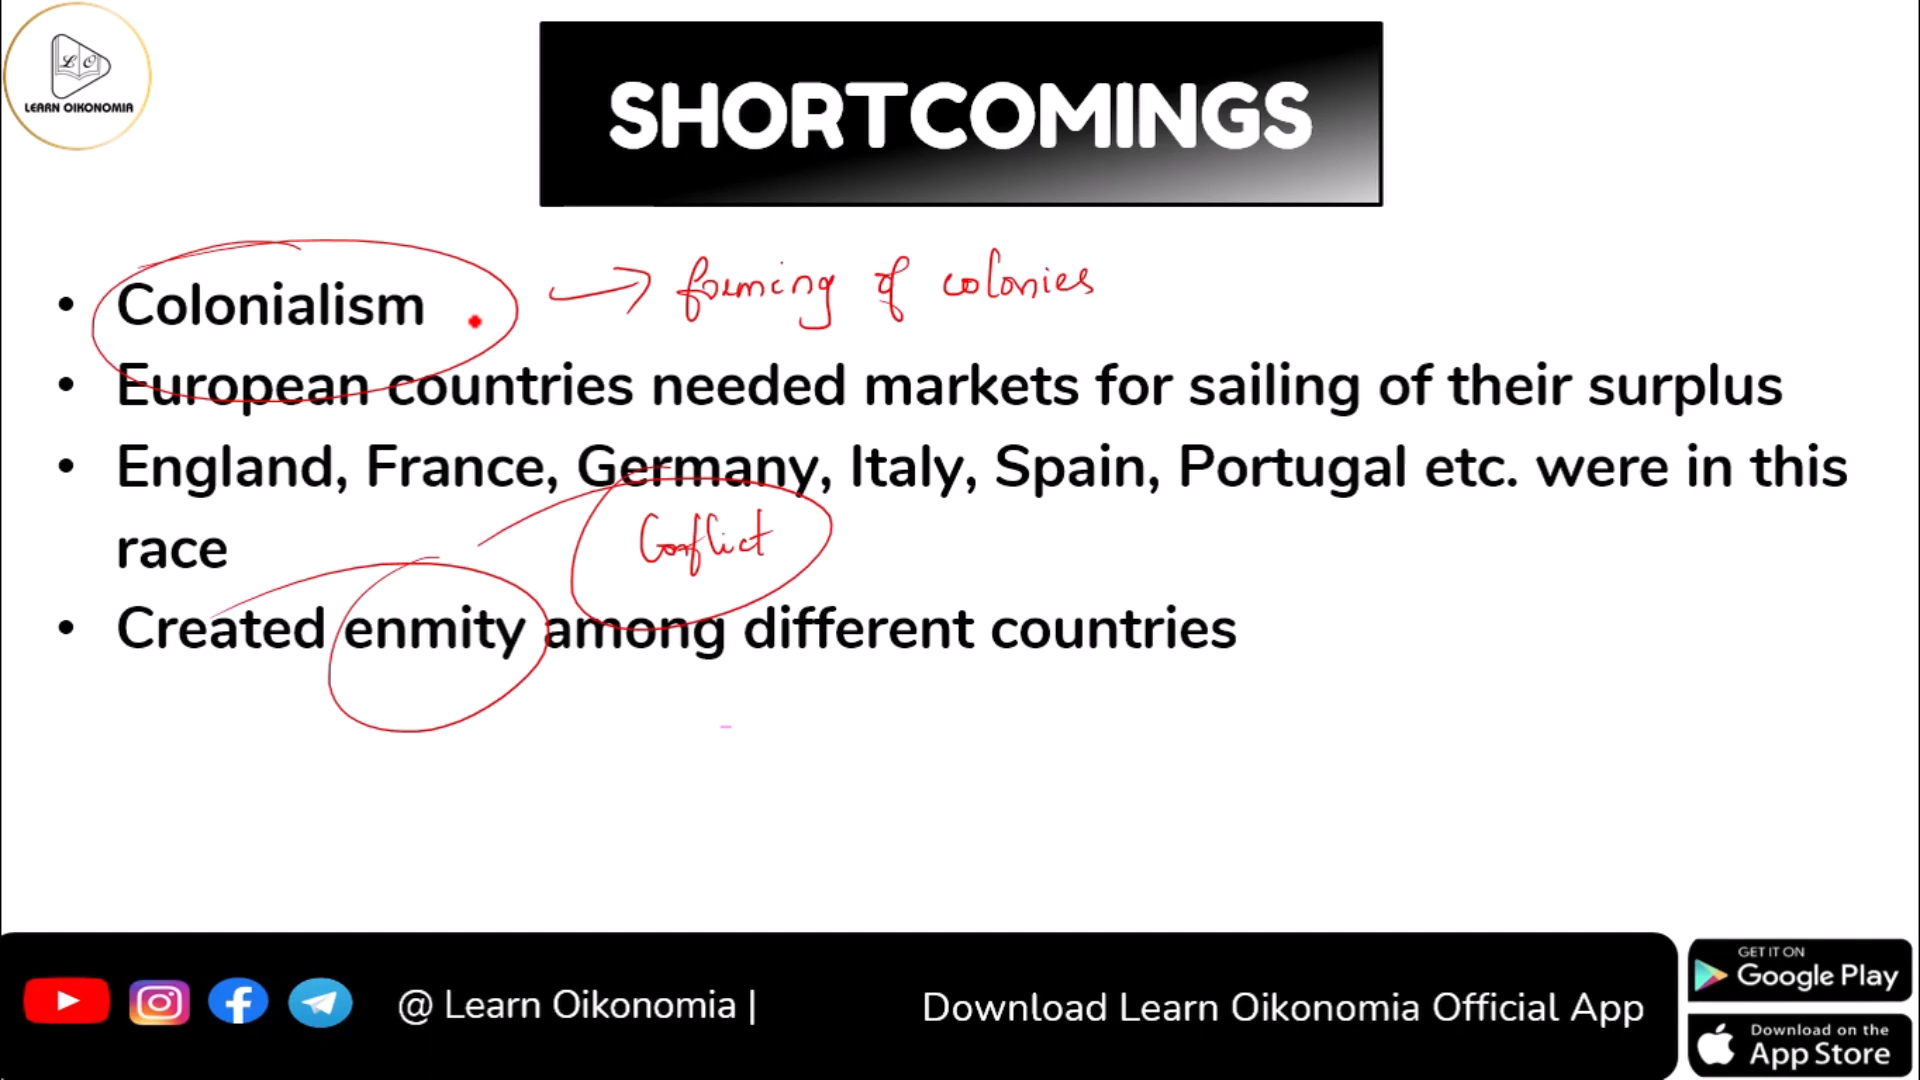 L O
LEARN OIKONOMIA
SHORTCOMINGS
• Colonialism → forming of colonies
• European countries needed markets for sailing of their surplus
• England, France, Germany, Italy, Spain, Portugal etc. were in this
race
Conflict
• Created enmity among different countries
@ Learn Oikonomia |
Download Learn Oikonomia Official App
GET IT ON
Google Play
Download on the
App Store